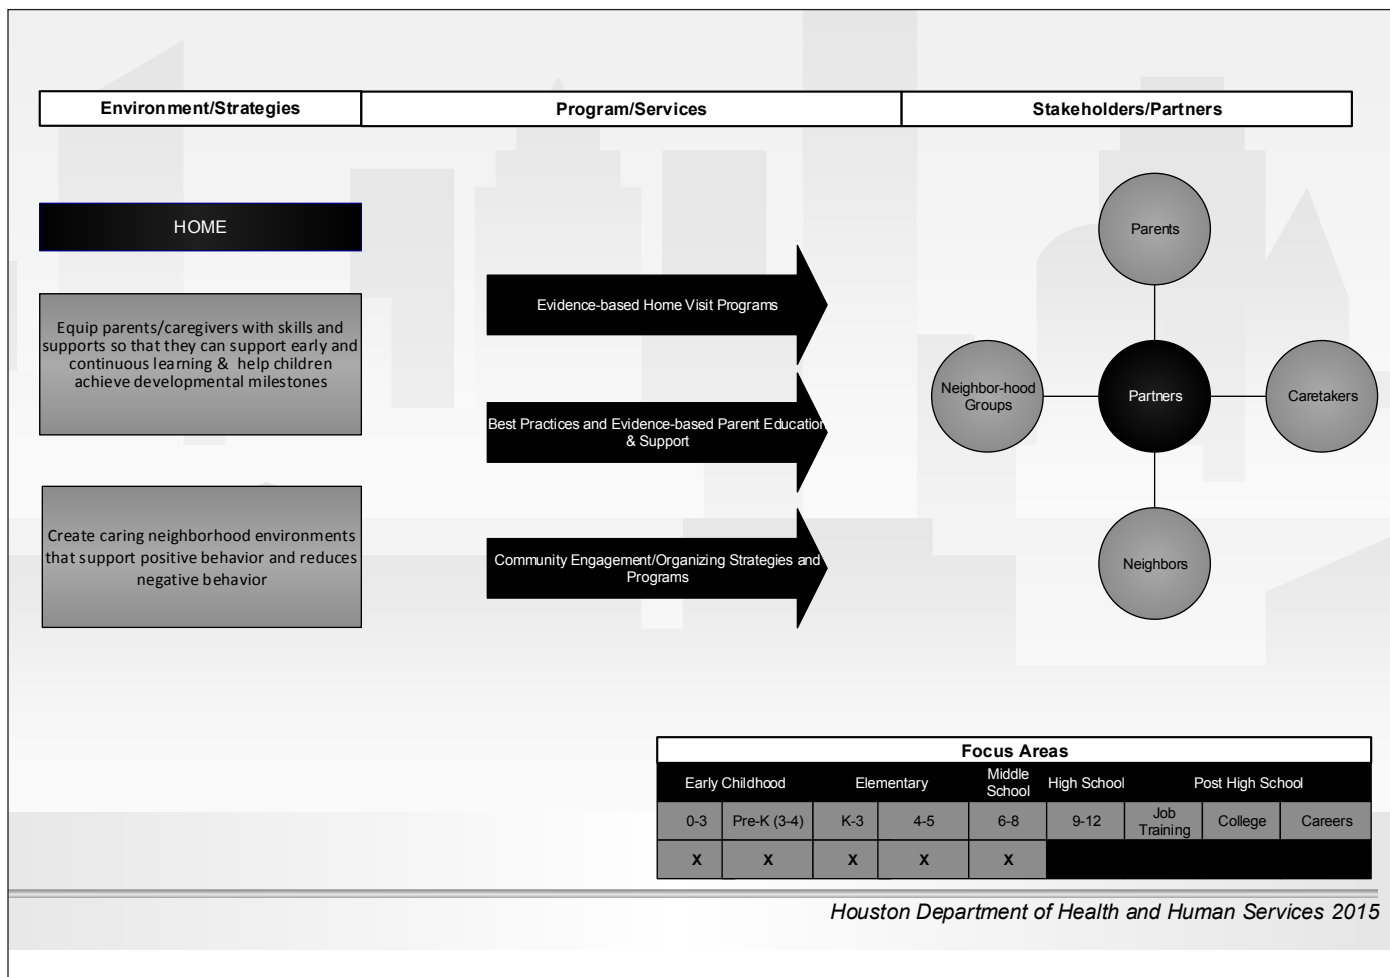 Environment/Strategies
Program/Services
Stakeholders/Partners
HOME
Equip parents/caregivers with skills and
supports so that they can support early and
continuous learning & help children
achieve developmental milestones
Create caring neighborhood environments
that support positive behavior and reduces
negative behavior
Evidence-based Home Visit Programs
Best Practices and Evidence-based Parent Education
& Support
Community Engagement/Organizing Strategies and
Programs
Parents
Neighbor-hood
Groups
Partners
Caretakers
Neighbors
Focus Areas
Early Childhood
Elementary
Middle
School
High School
Post High School
0-3
Pre-K (3-4)
K-3
4-5
6-8
9-12
Job
Training
College
Careers
X
X
X
X
X
Houston Department of Health and Human Services 2015